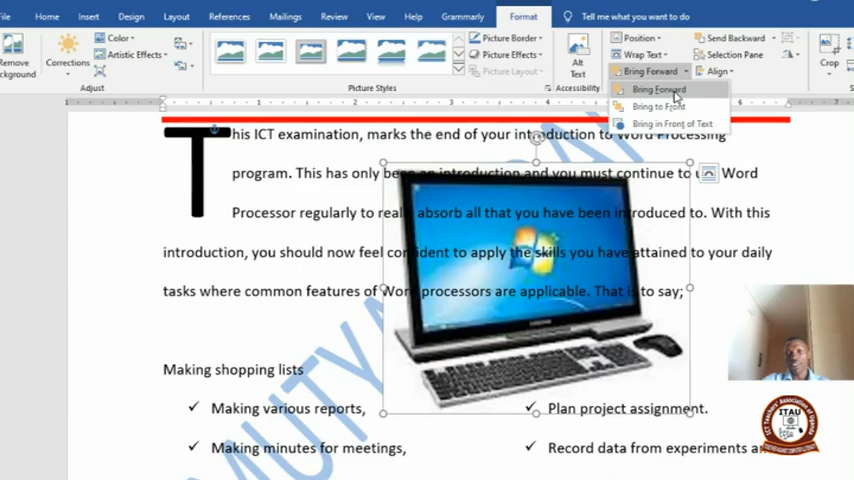 File Home Insert Design Layout References Mailings Review View Help Grammarly Format Tell me what you want to do
Remove Background
Corrections
Color
Artistic Effects
Adjust
Picture Styles
Picture Border
Picture Effects
Picture Layout
Alt Text
Accessibility
Position
Wrap Text
Bring Forward
Send Backward
Selection Pane
Align
Crop
Bring Forward
Bring to Front
Bring in Front of Text
This ICT examination, marks the end of your introduction to Word Processing
program. This has only been an introduction and you must continue to u Word
Processor regularly to really absorb all that you have been introduced to. With this
introduction, you should now feel confident to apply the skills you have attained to your daily
tasks where common features of Word processors are applicable. That is to say;
Making shopping lists
✓ Making various reports, ✓ Plan project assignment.
✓ Making minutes for meetings, ✓ Record data from experiments a
ITAU